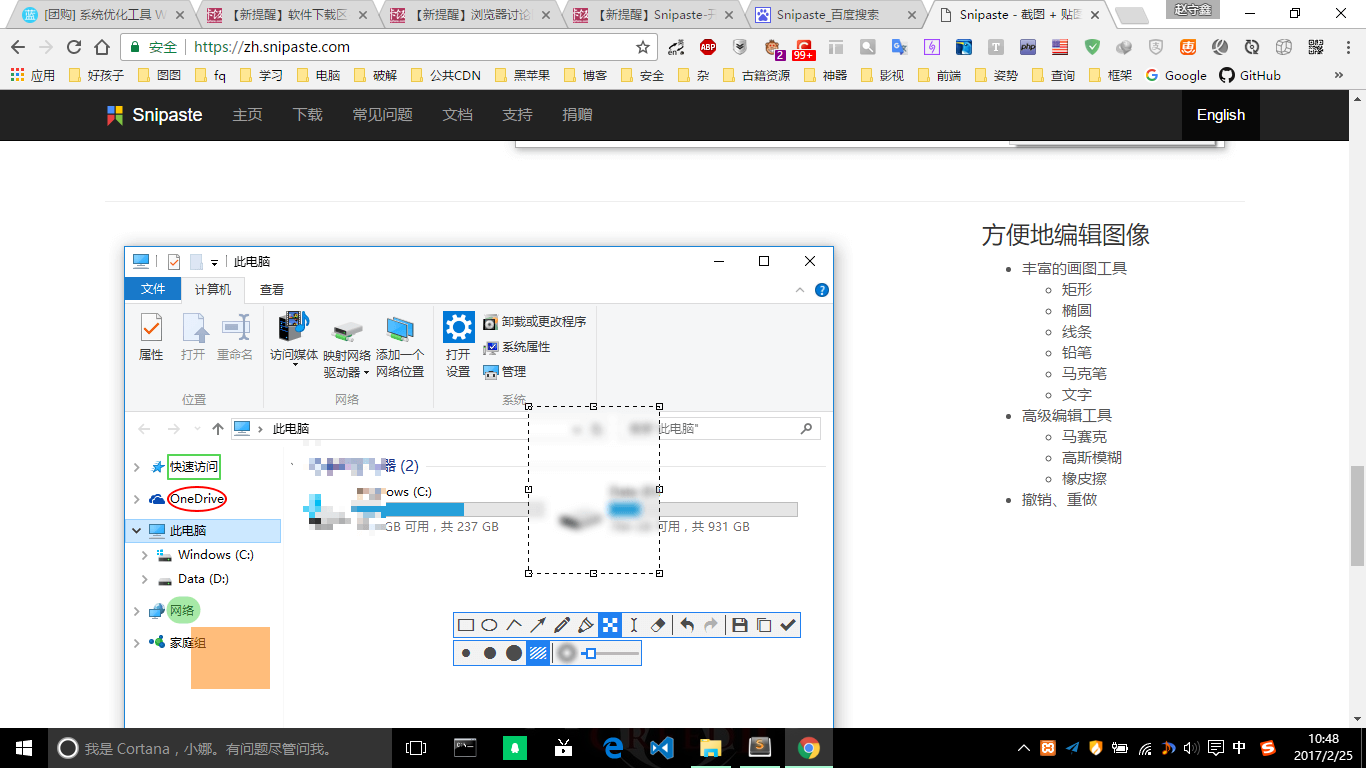 [团购] 系统优化工具 W
【新提醒】软件下载区
【新提醒】浏览器讨论
【新提醒】Snipaste-开
Snipaste_百度搜索
Snipaste - 截图 + 贴图
赵守鑫
安全 https://zh.snipaste.com
ABP 2 99+ php
应用 好孩子 图图 fq 学习 电脑 破解 公共CDN 黑苹果 博客 安全 杂 古籍资源 神器 影视 前端 姿势 查询 框架 Google GitHub »
Snipaste 主页 下载 常见问题 文档 支持 捐赠 English
方便地编辑图像
丰富的画图工具
矩形
椭圆
线条
铅笔
马克笔
文字
高级编辑工具
马赛克
高斯模糊
橡皮擦
撤销、重做
此电脑
文件 计算机 查看
属性 打开 重命名
位置
访问媒体 映射网络驱动器 添加一个网络位置
网络
打开设置 卸载或更改程序
系统属性
管理
系统
此电脑 此电脑"
快速访问
OneDrive
此电脑
Windows (C:)
Data (D:)
网络
家庭组
器 (2)
ows (C:)
GB 可用，共 237 GB
可用，共 931 GB
我是 Cortana，小娜。有问题尽管问我。
中
10:48
2017/2/25